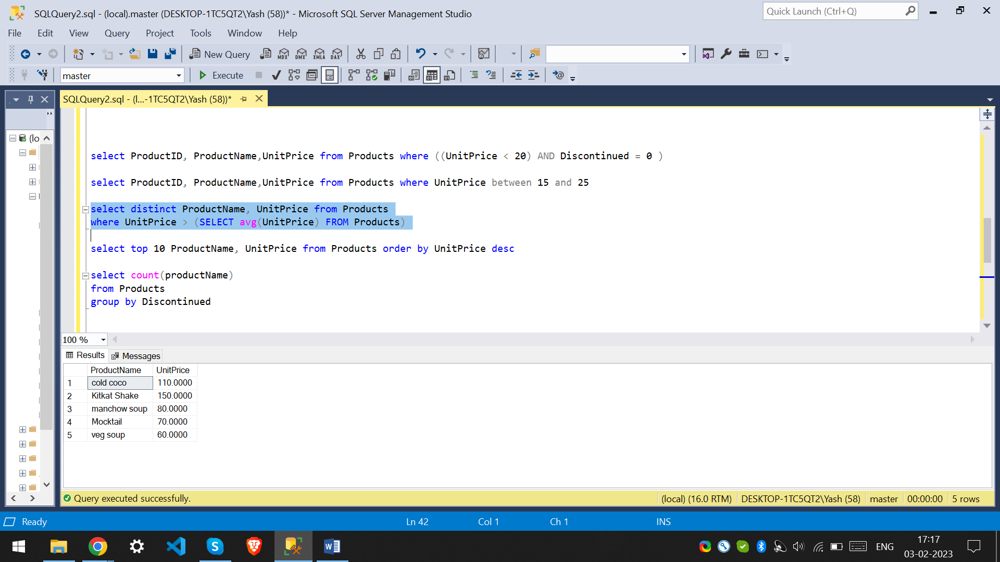 SQLQuery2.sql - (local).master (DESKTOP-1TC5QT2\Yash (58))* - Microsoft SQL Server Management Studio
Quick Launch (Ctrl+Q)
File Edit View Query Project Tools Window Help
New Query MDX DMX XMLA DAX
master Execute
SQLQuery2.sql - (l...-1TC5QT2\Yash (58))*
(lo
select ProductID, ProductName,UnitPrice from Products where ((UnitPrice < 20) AND Discontinued = 0 )
select ProductID, ProductName,UnitPrice from Products where UnitPrice between 15 and 25
select distinct ProductName, UnitPrice from Products
where UnitPrice > (SELECT avg(UnitPrice) FROM Products)
select top 10 ProductName, UnitPrice from Products order by UnitPrice desc
select count(productName)
from Products
group by Discontinued
100 %
Results Messages
ProductName UnitPrice
1 cold coco 110.0000
2 Kitkat Shake 150.0000
3 manchow soup 80.0000
4 Mocktail 70.0000
5 veg soup 60.0000
Query executed successfully. (local) (16.0 RTM) DESKTOP-1TC5QT2\Yash (58) master 00:00:00 5 rows
Ready Ln 42 Col 1 Ch 1 INS
ENG 17:17
03-02-2023